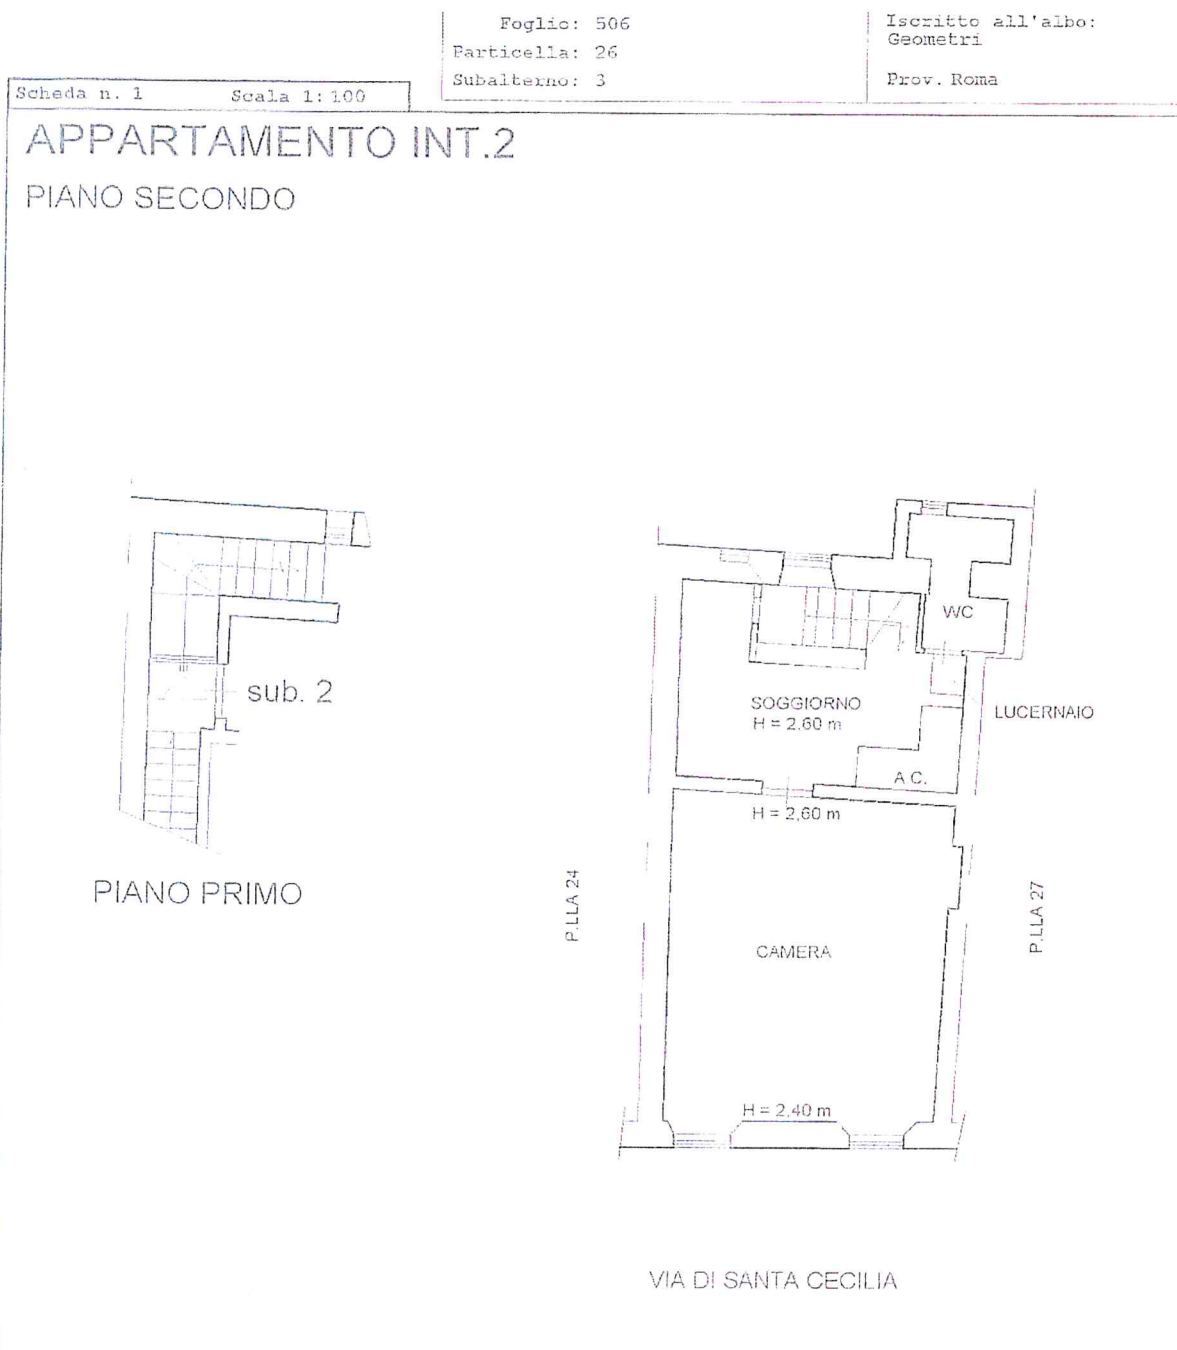 Foglio: 506
Particella: 26
Subalterno: 3
Iscritto all'albo:
Geometri
Prov. Roma
Scheda n. 1 Scala 1:100
APPARTAMENTO INT.2
PIANO SECONDO
sub. 2
PIANO PRIMO
WC
SOGGIORNO
H = 2,60 m
LUCERNAIO
A.C.
H = 2,60 m
P.LLA 24
CAMERA
P.LLA 27
H = 2,40 m
VIA DI SANTA CECILIA